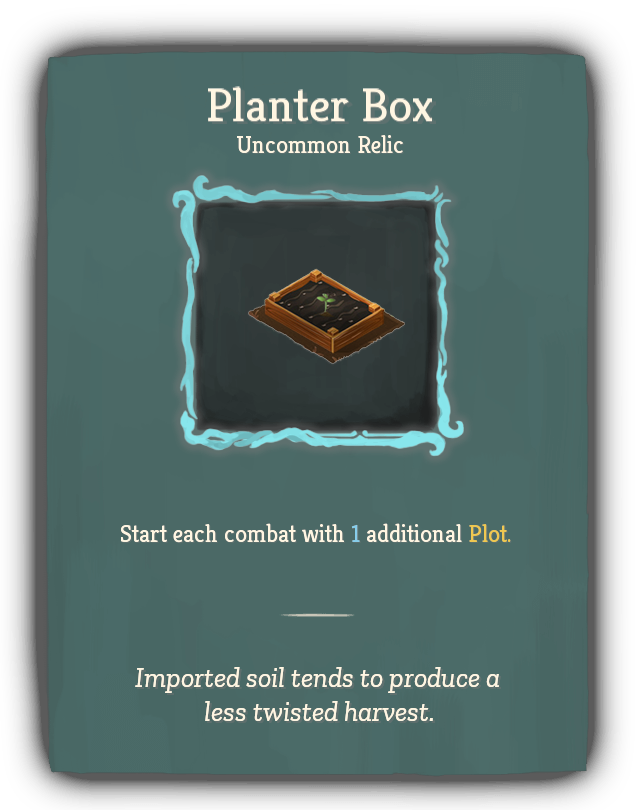 Planter Box
Uncommon Relic
Start each combat with 1 additional Plot.
Imported soil tends to produce a
less twisted harvest.